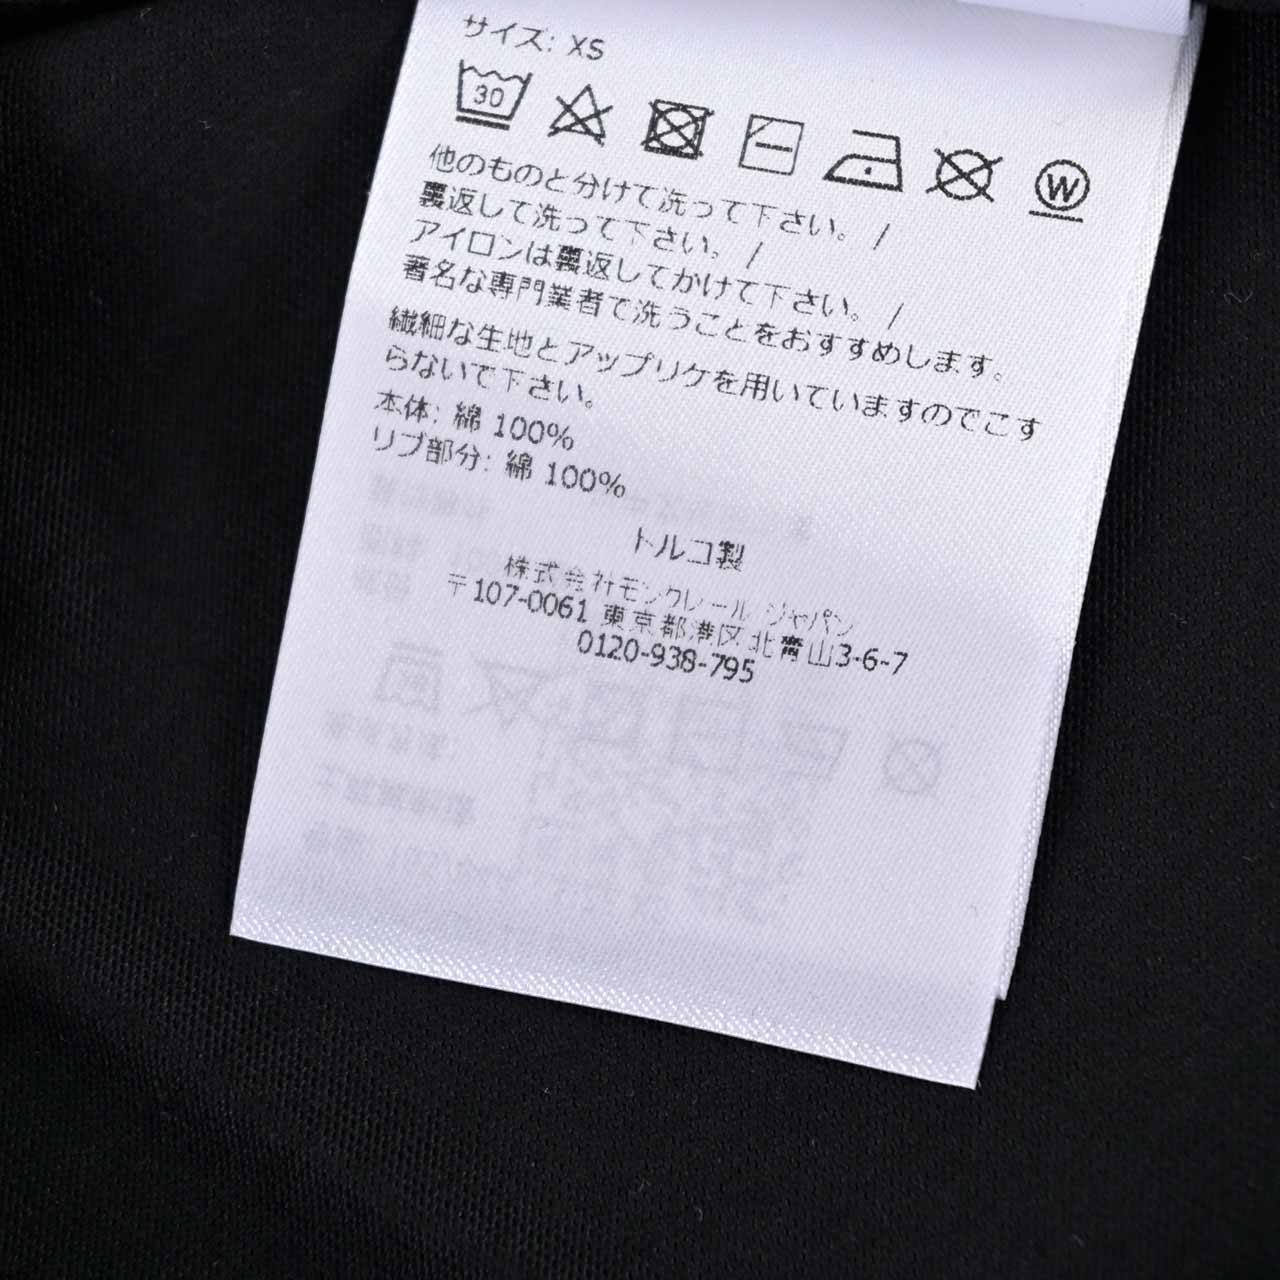 サイズ: XS
30
W
他のものと分けて洗って下さい。 /
裏返して洗って下さい。 /
アイロンは裏返してかけて下さい。 /
著名な専門業者で洗うことをおすすめします。
繊細な生地とアップリケを用いていますのでこす
らないで下さい。
本体: 綿 100%
リブ部分: 綿 100%
トルコ製
株式会社モンクレール ジャパン
〒107-0061 東京都港区北青山3-6-7
0120-938-795